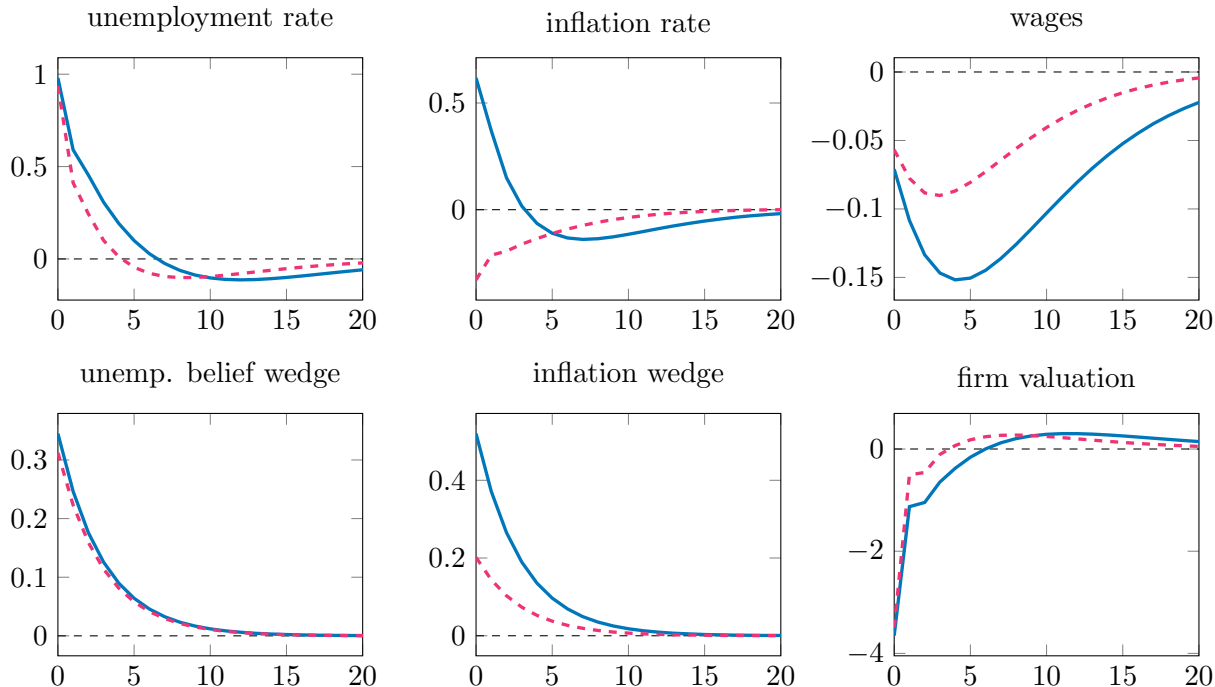 unemployment rate
inflation rate
wages
1
0.5
0
0 5 10 15 20
0.5
0
0 5 10 15 20
0
−0.05
−0.1
−0.15
0 5 10 15 20
unemp. belief wedge
inflation wedge
firm valuation
0.3
0.2
0.1
0
0 5 10 15 20
0.4
0.2
0
0 5 10 15 20
0
−2
−4
0 5 10 15 20